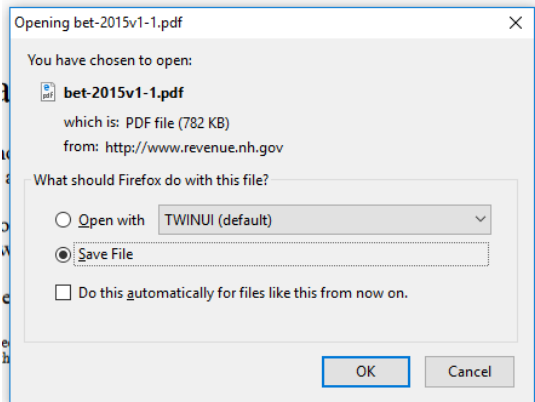 Opening bet-2015v1-1.pdf
You have chosen to open:
bet-2015v1-1.pdf
which is: PDF file (782 KB)
from: http://www.revenue.nh.gov
What should Firefox do with this file?
Open with TWINUI (default)
Save File
Do this automatically for files like this from now on.
OK Cancel